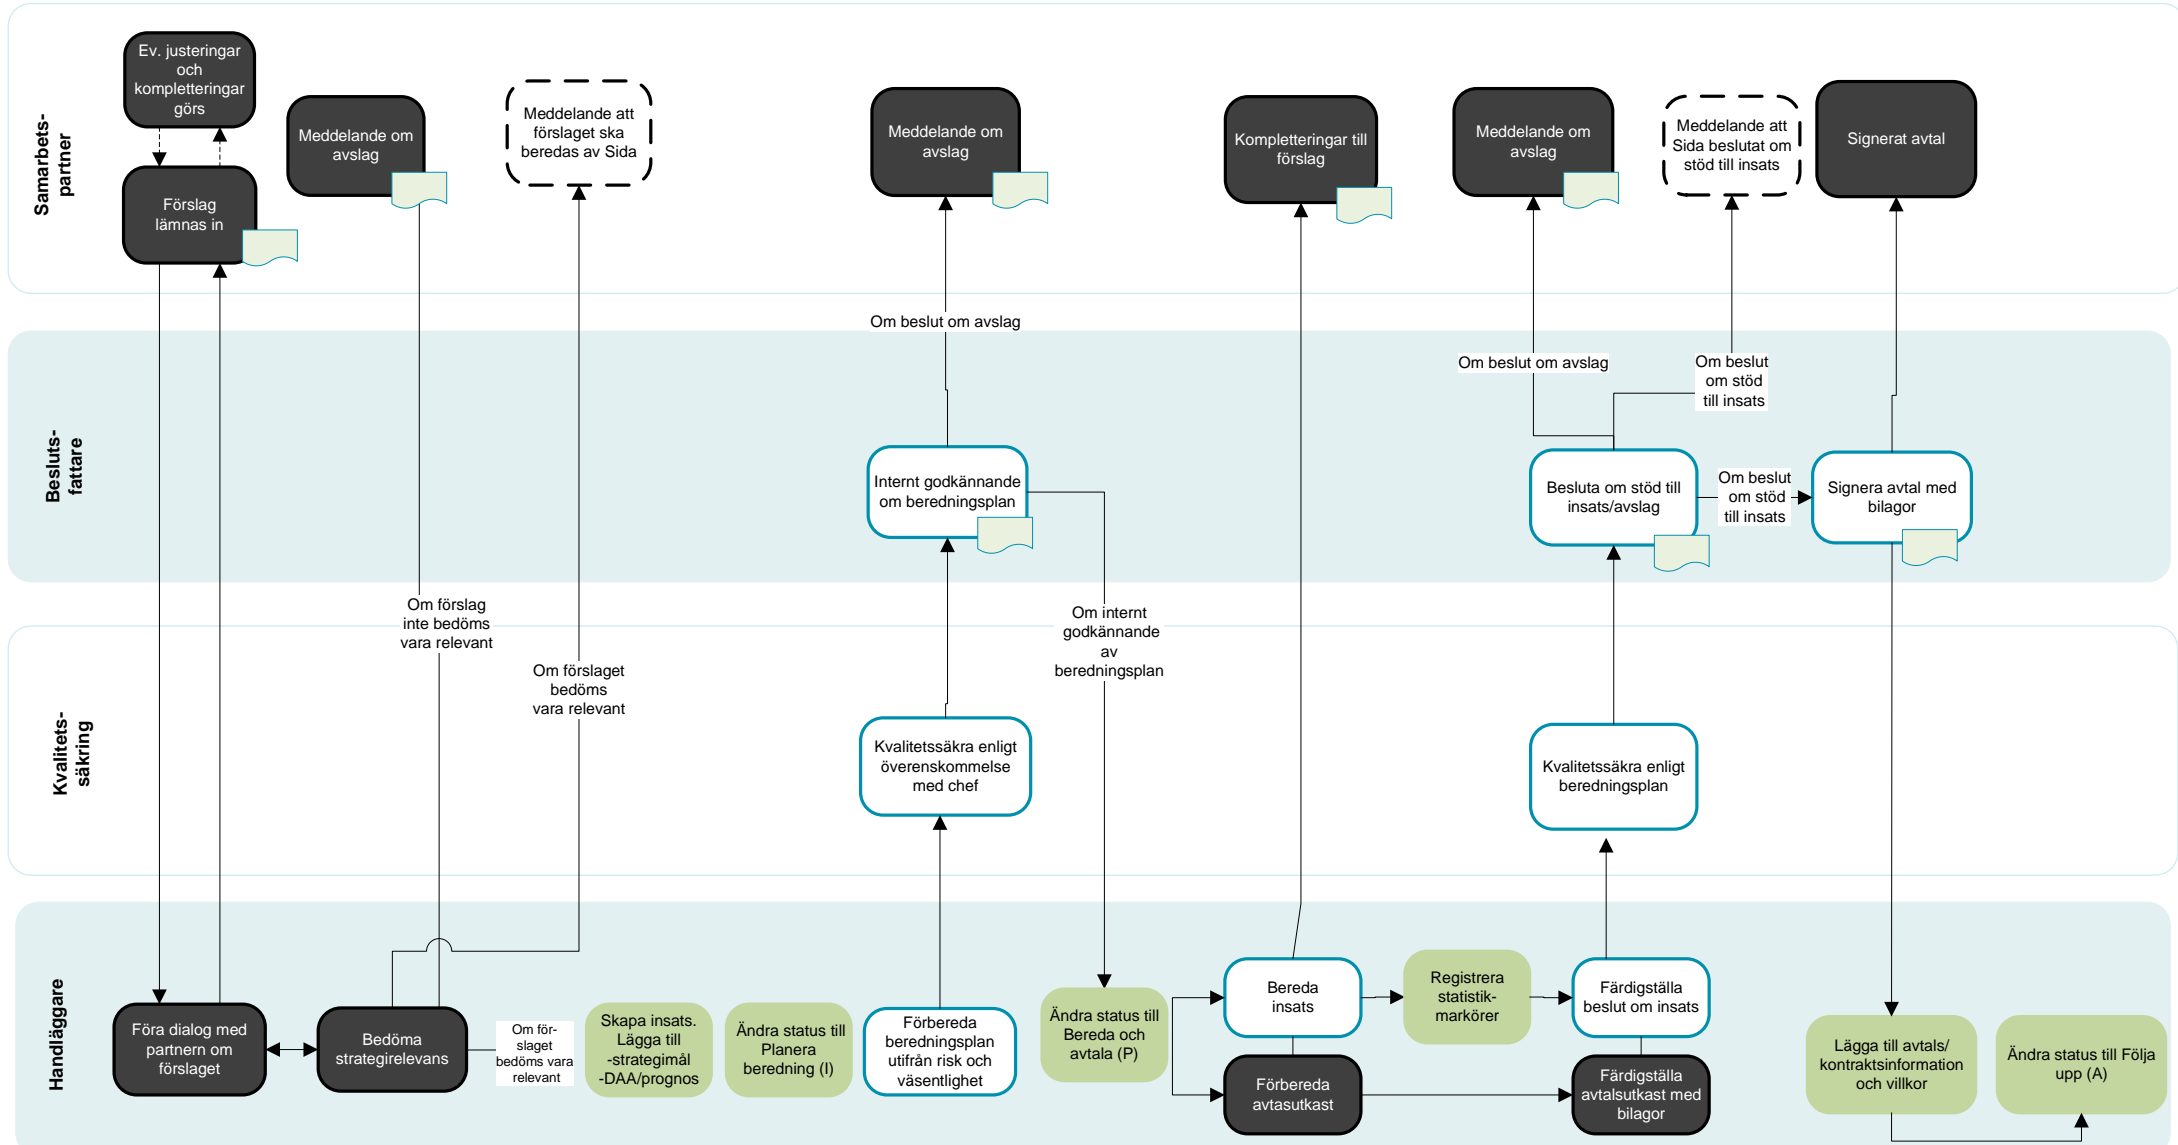 Samarbets-
partner
Ev. justeringar
och
kompletteringar
görs
Förslag
lämnas in
Meddelande om
avslag
Meddelande att
förslaget ska
beredas av Sida
Meddelande om
avslag
Kompletteringar till
förslag
Meddelande om
avslag
Meddelande att
Sida beslutat om
stöd till insats
Signerat avtal
Besluts-
fattare
Om beslut om avslag
Internt godkännande
om beredningsplan
Om beslut om avslag
Om beslut
om stöd
till insats
Besluta om stöd till
insats/avslag
Om beslut
om stöd
till insats
Signera avtal med
bilagor
Kvalitets-
säkring
Om förslag
inte bedöms
vara relevant
Om förslaget
bedöms
vara relevant
Kvalitetssäkra enligt
överenskommelse
med chef
Om internt
godkännande
av
beredningsplan
Kvalitetssäkra enligt
beredningsplan
Handläggare
Föra dialog med
partnern om
förslaget
Bedöma
strategirelevans
Om för-
slaget
bedöms vara
relevant
Skapa insats.
Lägga till
-strategimål
-DAA/prognos
Ändra status till
Planera
beredning (I)
Förbereda
beredningsplan
utifrån risk och
väsentlighet
Ändra status till
Bereda och
avtala (P)
Bereda
insats
Förbereda
avtasutkast
Registrera
statistik-
markörer
Färdigställa
beslut om insats
Färdigställa
avtalsutkast med
bilagor
Lägga till avtals/
kontraktsinformation
och villkor
Ändra status till Följa
upp (A)